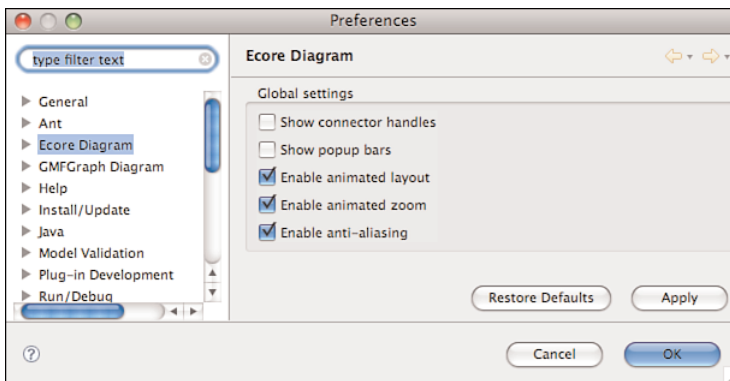 Preferences
type filter text
General
Ant
Ecore Diagram
GMFGraph Diagram
Help
Install/Update
Java
Model Validation
Plug-in Development
Run/Debug
Ecore Diagram
Global settings
Show connector handles
Show popup bars
Enable animated layout
Enable animated zoom
Enable anti-aliasing
Restore Defaults
Apply
?
Cancel
OK